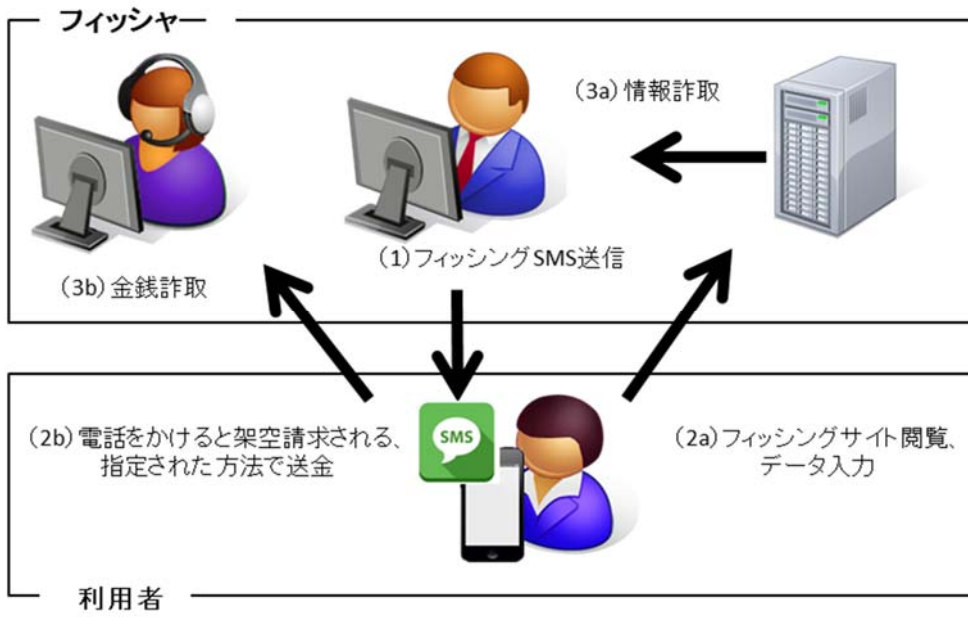 フィッシャー
（3a）情報詐取
（1）フィッシングSMS送信
（3b）金銭詐取
（2b）電話をかけると架空請求される、
指定された方法で送金
SMS
（2a）フィッシングサイト閲覧、
データ入力
利用者